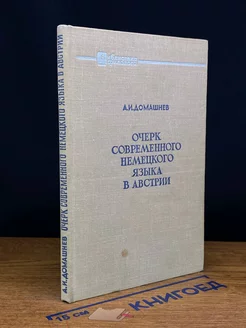 А.И.ДОМАШНЕВ
ОЧЕРК
СОВРЕМЕННОГО
НЕМЕЦКОГО
ЯЗЫКА
В АВСТРИИ
А.И.ДОМАШНЕВ ОЧЕРК СОВРЕМЕННОГО НЕМЕЦКОГО ЯЗЫКА В АВСТРИИ
15 СМ
КНИГОЕД